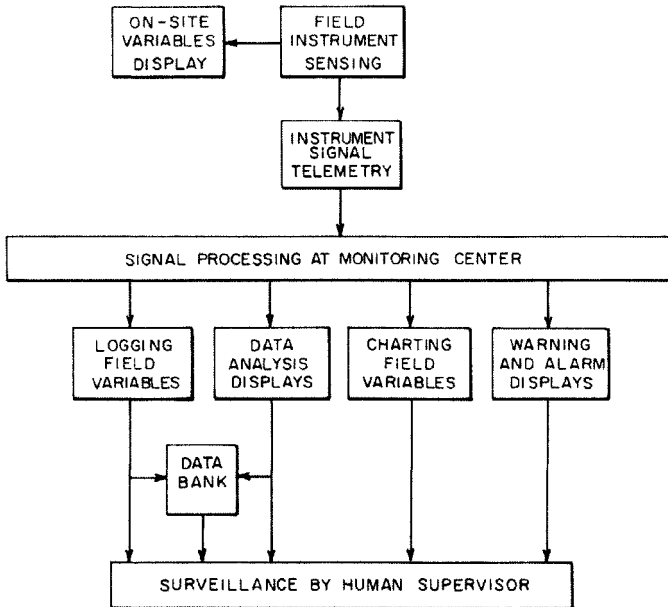 ON-SITE
VARIABLES
DISPLAY
FIELD
INSTRUMENT
SENSING
INSTRUMENT
SIGNAL
TELEMETRY
SIGNAL PROCESSING AT MONITORING CENTER
LOGGING
FIELD
VARIABLES
DATA
ANALYSIS
DISPLAYS
CHARTING
FIELD
VARIABLES
WARNING
AND ALARM
DISPLAYS
DATA
BANK
SURVEILLANCE BY HUMAN SUPERVISOR